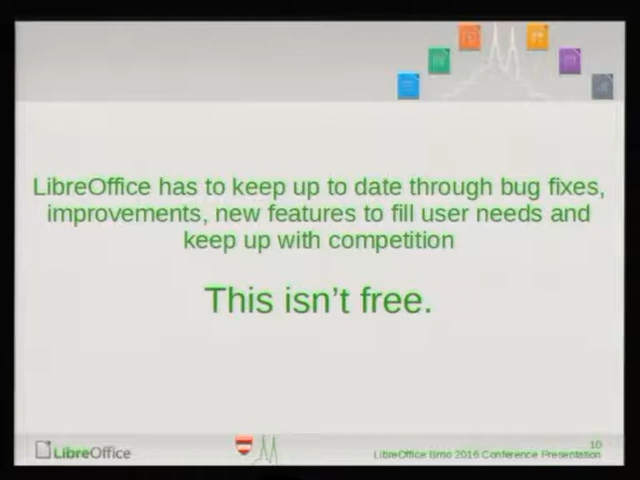 LibreOffice has to keep up to date through bug fixes,
improvements, new features to fill user needs and
keep up with competition
This isn't free.
LibreOffice
10
LibreOffice Brno 2016 Conference Presentation